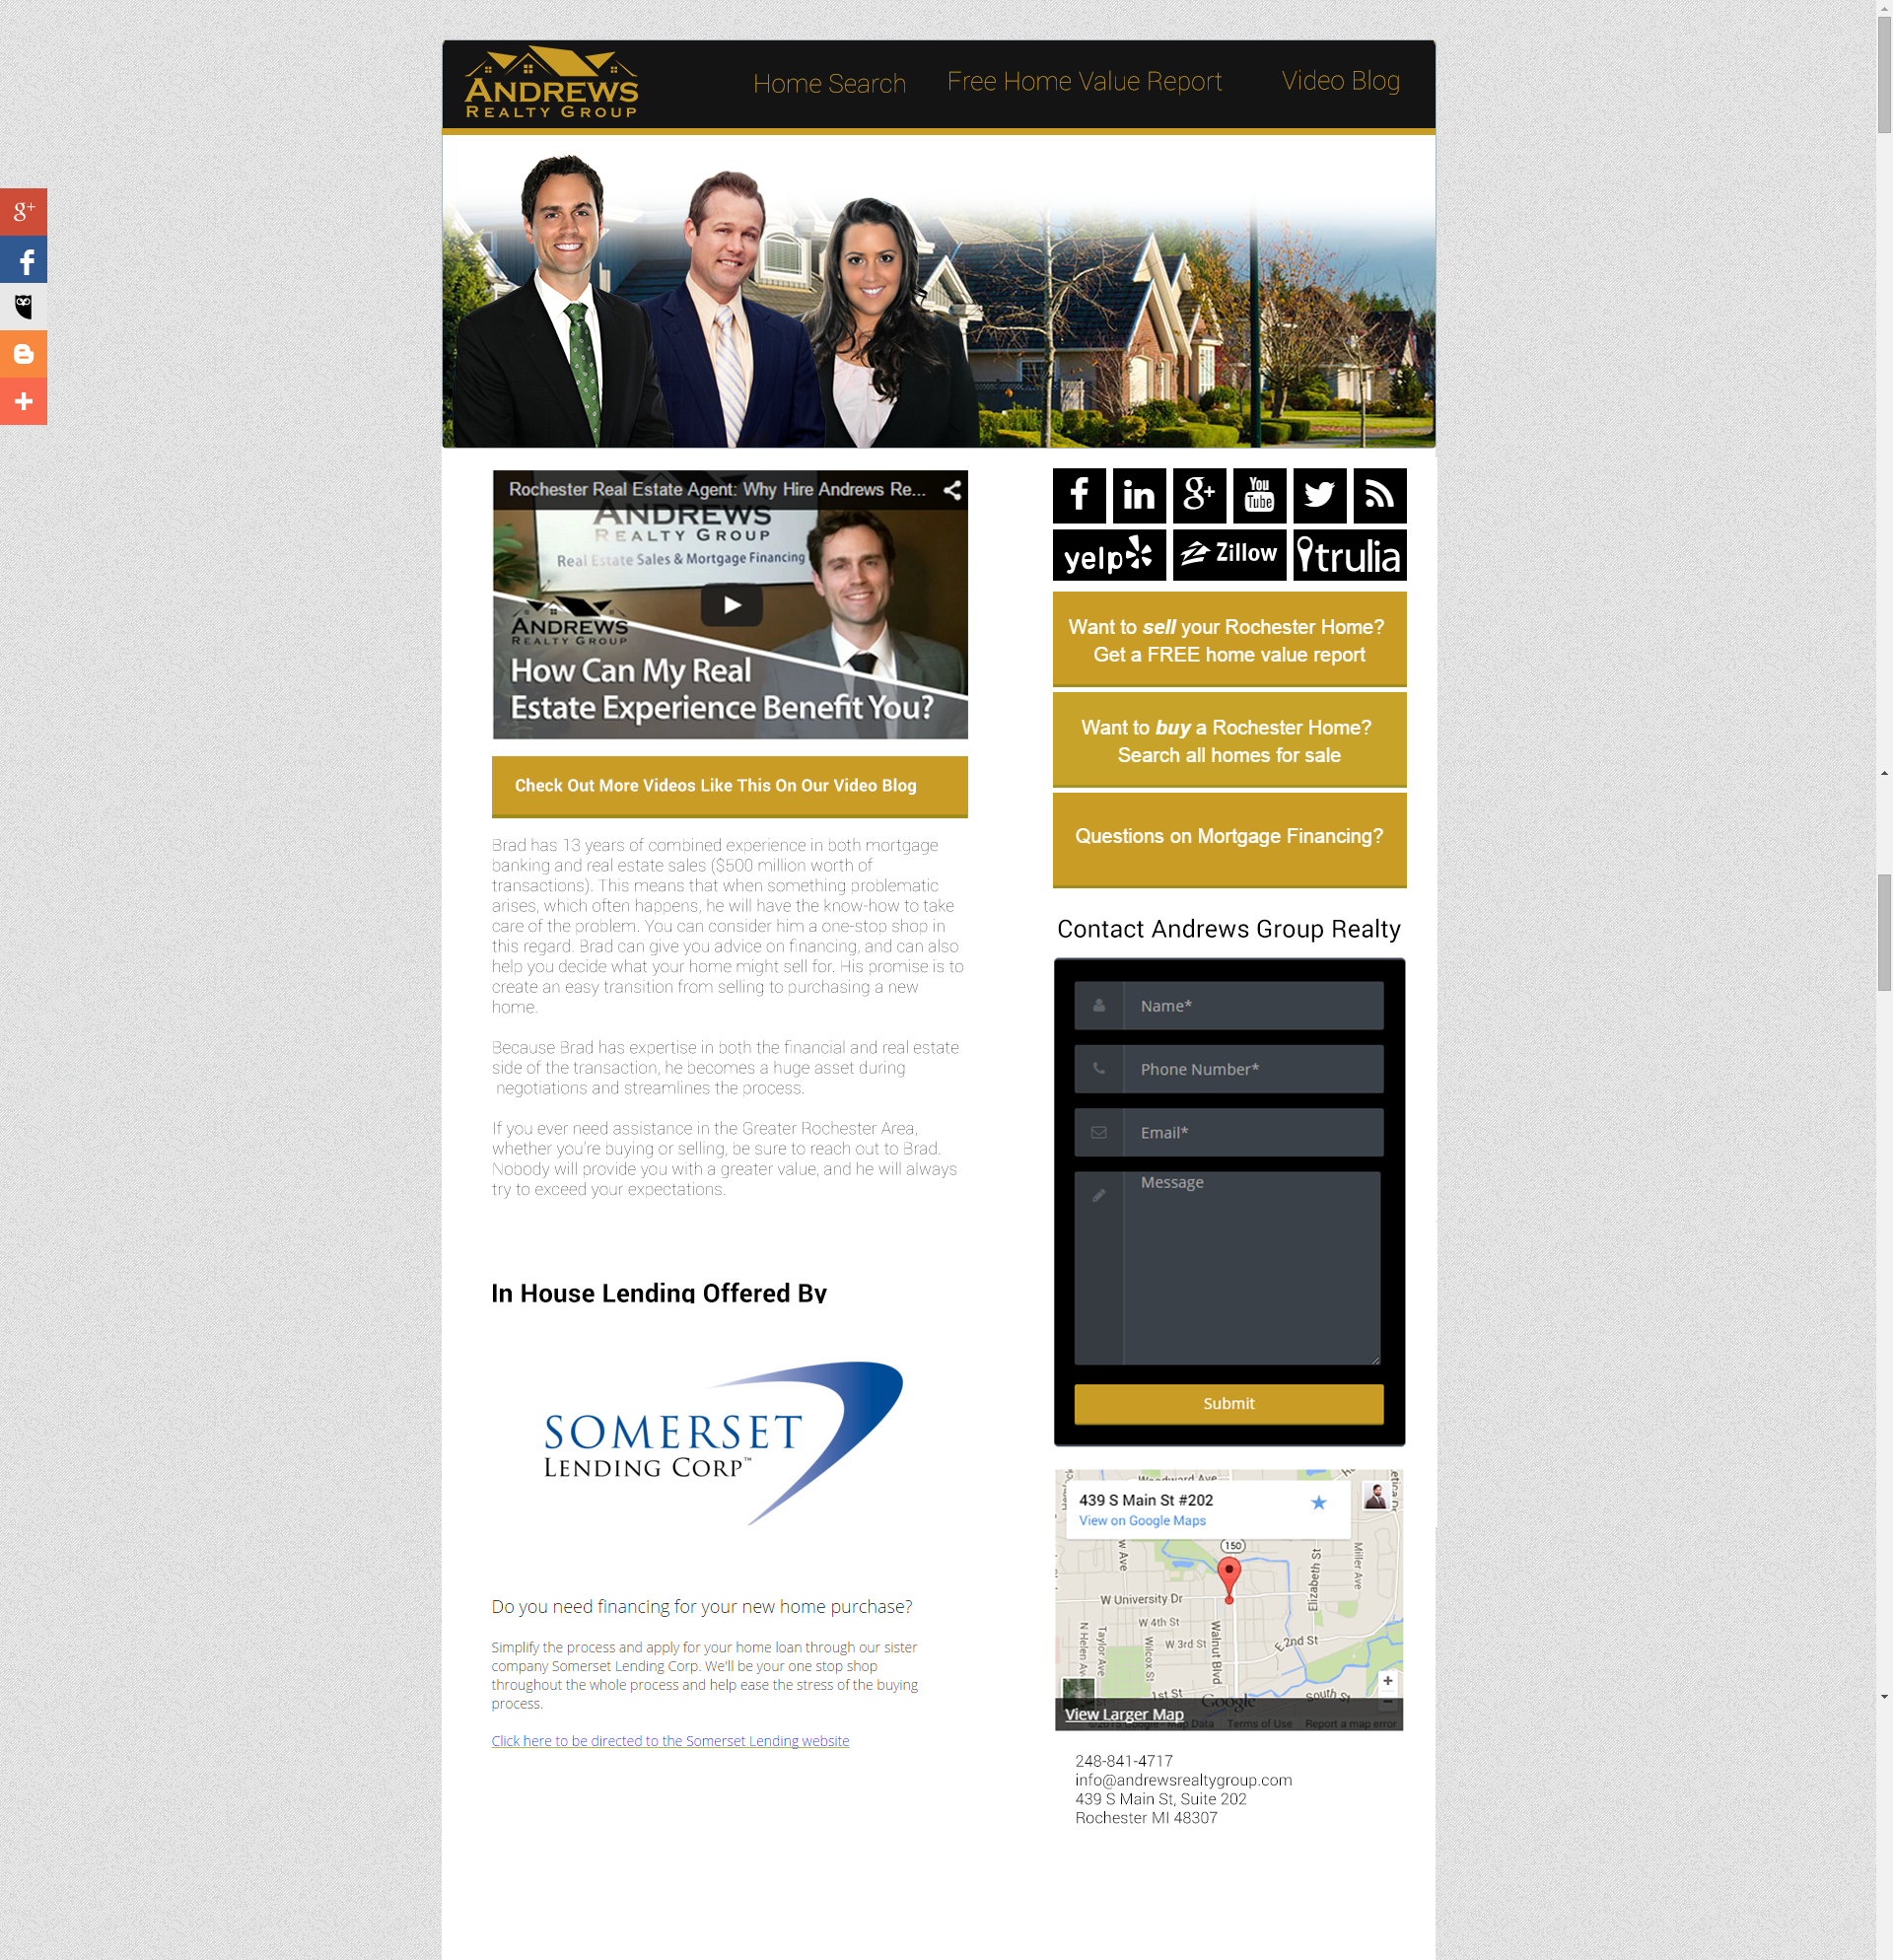 ANDREWS
REALTY GROUP
Home Search
Free Home Value Report
Video Blog
g+
Rochester Real Estate Agent: Why Hire Andrews Re...
ANDREWS
REALTY GROUP
Real Estate Sales & Mortgage Financing
ANDREWS
REALTY GROUP
How Can My Real
Estate Experience Benefit You?
Check Out More Videos Like This On Our Video Blog
Brad has 13 years of combined experience in both mortgage
banking and real estate sales ($500 million worth of
transactions). This means that when something problematic
arises, which often happens, he will have the know-how to take
care of the problem. You can consider him a one-stop shop in
this regard. Brad can give you advice on financing, and can also
help you decide what your home might sell for. His promise is to
create an easy transition from selling to purchasing a new
home.
Because Brad has expertise in both the financial and real estate
side of the transaction, he becomes a huge asset during
negotiations and streamlines the process.
If you ever need assistance in the Greater Rochester Area,
whether you're buying or selling, be sure to reach out to Brad.
Nobody will provide you with a greater value, and he will always
try to exceed your expectations.
In House Lending Offered By
SOMERSET
LENDING CORP™
Do you need financing for your new home purchase?
Simplify the process and apply for your home loan through our sister
company Somerset Lending Corp. We'll be your one stop shop
throughout the whole process and help ease the stress of the buying
process.
Click here to be directed to the Somerset Lending website
f in g+ You Tube
yelp Zillow trulia
Want to sell your Rochester Home?
Get a FREE home value report
Want to buy a Rochester Home?
Search all homes for sale
Questions on Mortgage Financing?
Contact Andrews Group Realty
Name*
Phone Number*
Email*
Message
Submit
Woodward Ave
439 S Main St #202
View on Google Maps
150
W University Dr
W 4th St
W 3rd St
E 2nd St
1st St
South St
N Helen Ave
Taylor Ave
Wilcox St
Walnut Blvd
Elizabeth St
Miller Ave
Google
View Larger Map
©2015 Google - Map Data Terms of Use Report a map error
248-841-4717
info@andrewsrealtygroup.com
439 S Main St, Suite 202
Rochester MI 48307